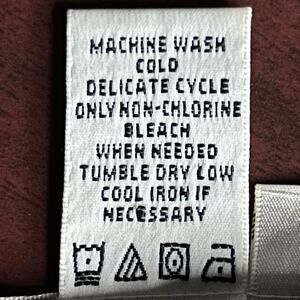 MACHINE WASH
COLD
DELICATE CYCLE
ONLY NON-CHLORINE
BLEACH
WHEN NEEDED
TUMBLE DRY LOW
COOL IRON IF
NECESSARY